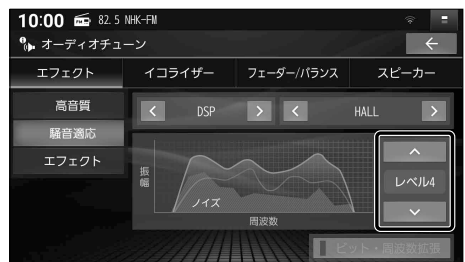 10:00 FM 82.5 NHK-FM
オーディオチューン
エフェクト イコライザー フェーダー/バランス スピーカー
高音質
騒音適応
エフェクト
DSP HALL
振幅
ノイズ
周波数
レベル4
ビット・周波数拡張